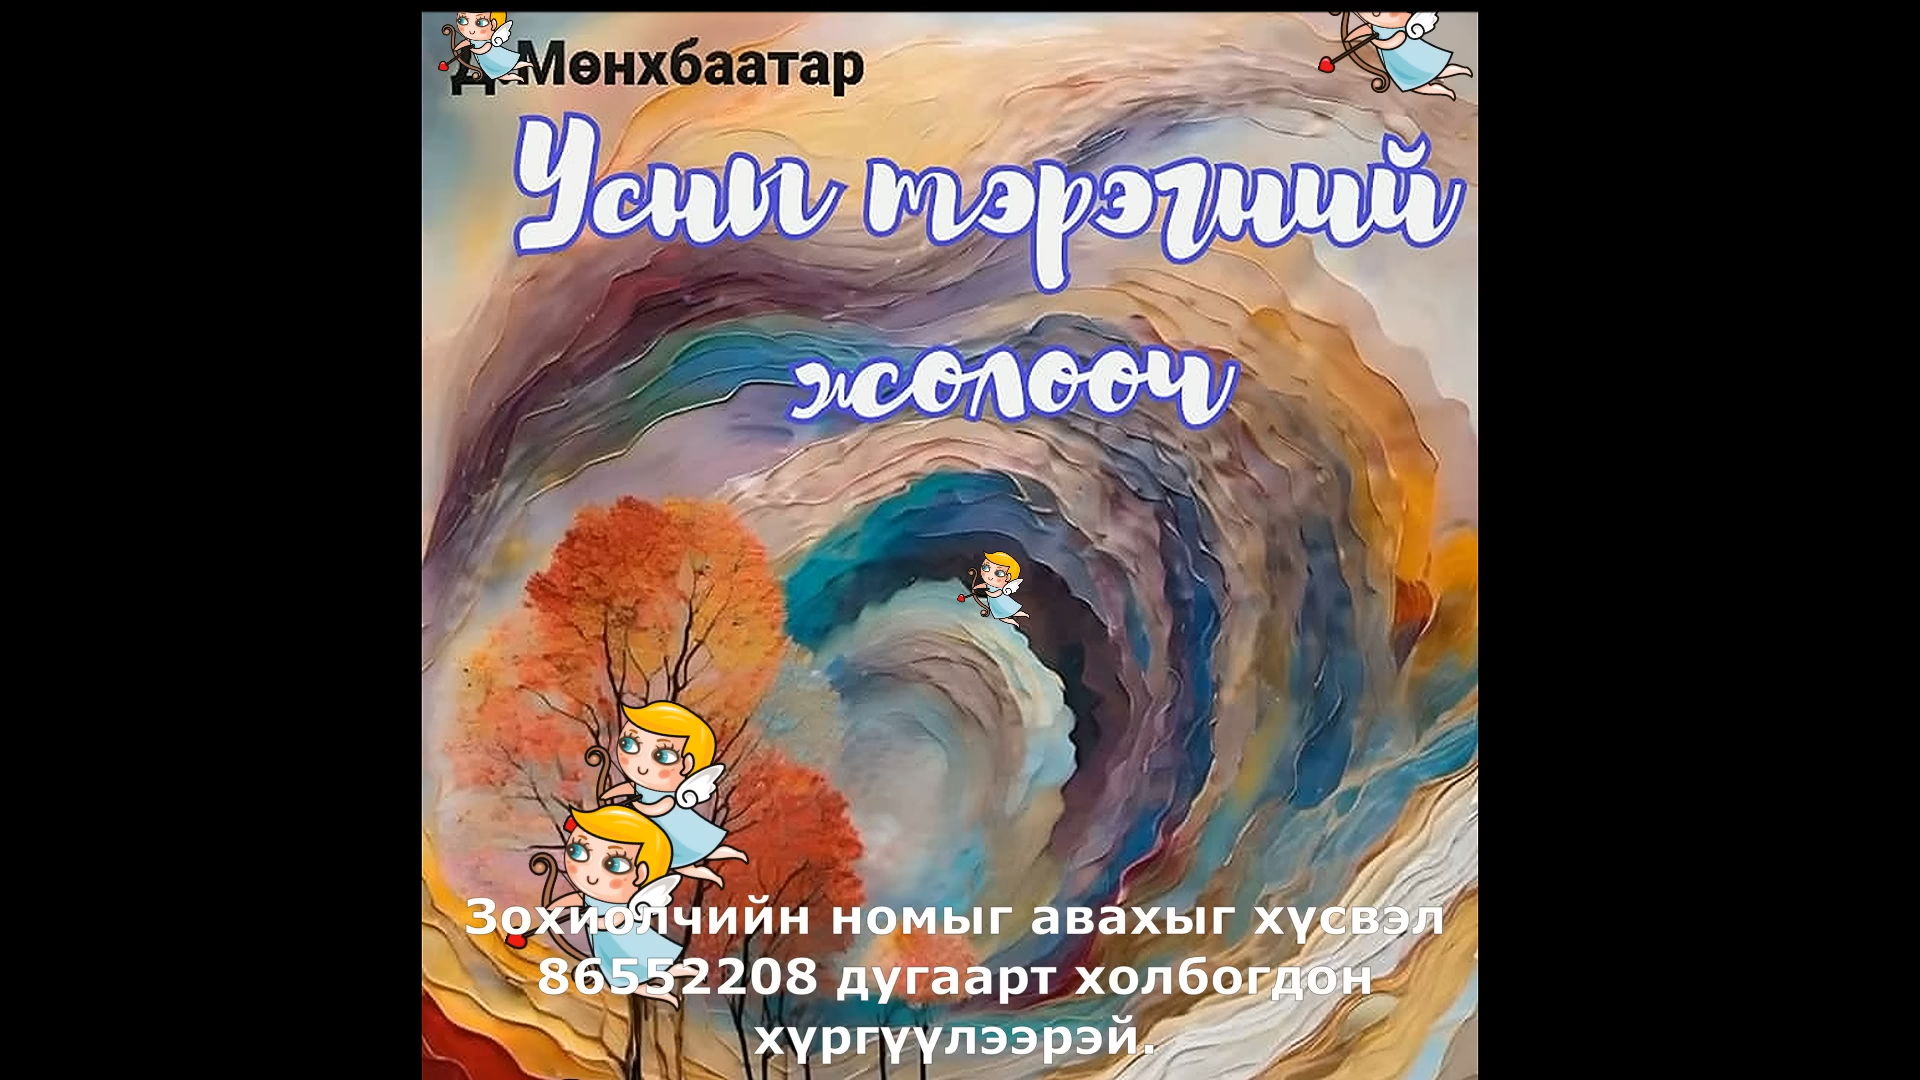 Д.Мөнхбаатар
Усны тэрэгний
жолооч
Зохиолчийн номыг авахыг хүсвэл
86552208 дугаарт холбогдон
хүргүүлээрэй.